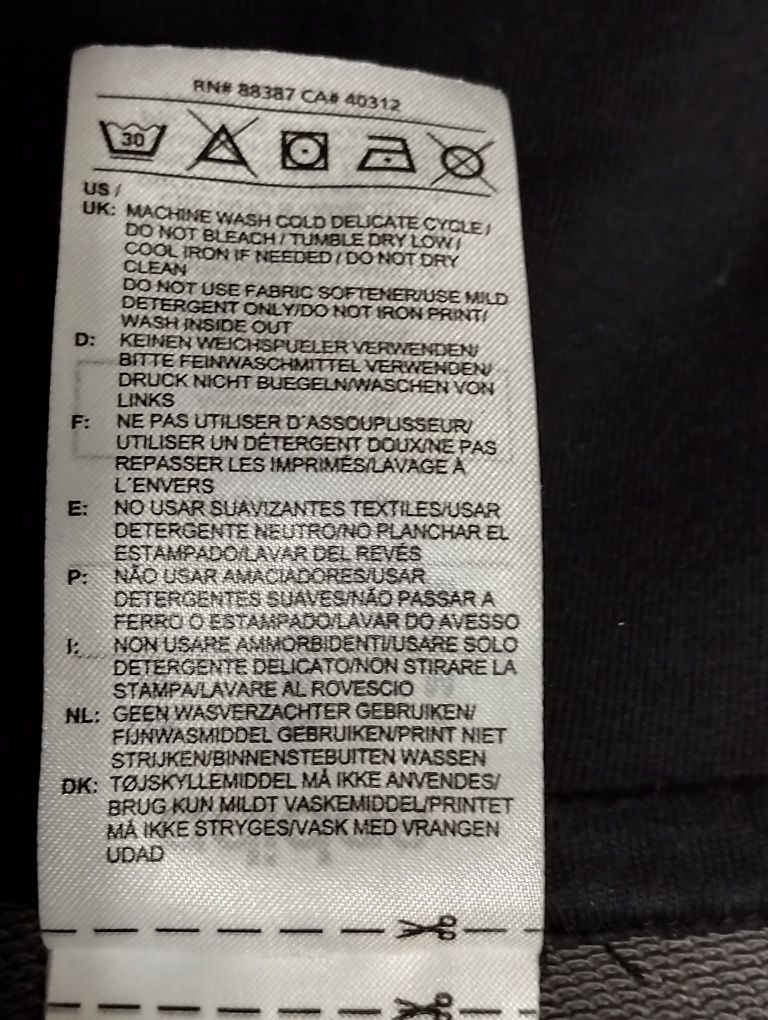 RN# 88387 CA# 40312
30
US /
UK: MACHINE WASH COLD DELICATE CYCLE /
DO NOT BLEACH / TUMBLE DRY LOW /
COOL IRON IF NEEDED / DO NOT DRY
CLEAN
DO NOT USE FABRIC SOFTENER/USE MILD
DETERGENT ONLY/DO NOT IRON PRINT/
WASH INSIDE OUT
D: KEINEN WEICHSPUELER VERWENDEN/
BITTE FEINWASCHMITTEL VERWENDEN/
DRUCK NICHT BUEGELN/WASCHEN VON
LINKS
F: NE PAS UTILISER D´ASSOUPLISSEUR/
UTILISER UN DÉTERGENT DOUX/NE PAS
REPASSER LES IMPRIMÉS/LAVAGE À
L´ENVERS
E: NO USAR SUAVIZANTES TEXTILES/USAR
DETERGENTE NEUTRO/NO PLANCHAR EL
ESTAMPADO/LAVAR DEL REVÉS
P: NÃO USAR AMACIADORES/USAR
DETERGENTES SUAVES/NÃO PASSAR A
FERRO O ESTAMPADO/LAVAR DO AVESSO
I: NON USARE AMMORBIDENTI/USARE SOLO
DETERGENTE DELICATO/NON STIRARE LA
STAMPA/LAVARE AL ROVESCIO
NL: GEEN WASVERZACHTER GEBRUIKEN/
FIJNWASMIDDEL GEBRUIKEN/PRINT NIET
STRIJKEN/BINNENSTEBUITEN WASSEN
DK: TØJSKYLLEMIDDEL MÅ IKKE ANVENDES/
BRUG KUN MILDT VASKEMIDDEL/PRINTET
MÅ IKKE STRYGES/VASK MED VRANGEN
UDAD